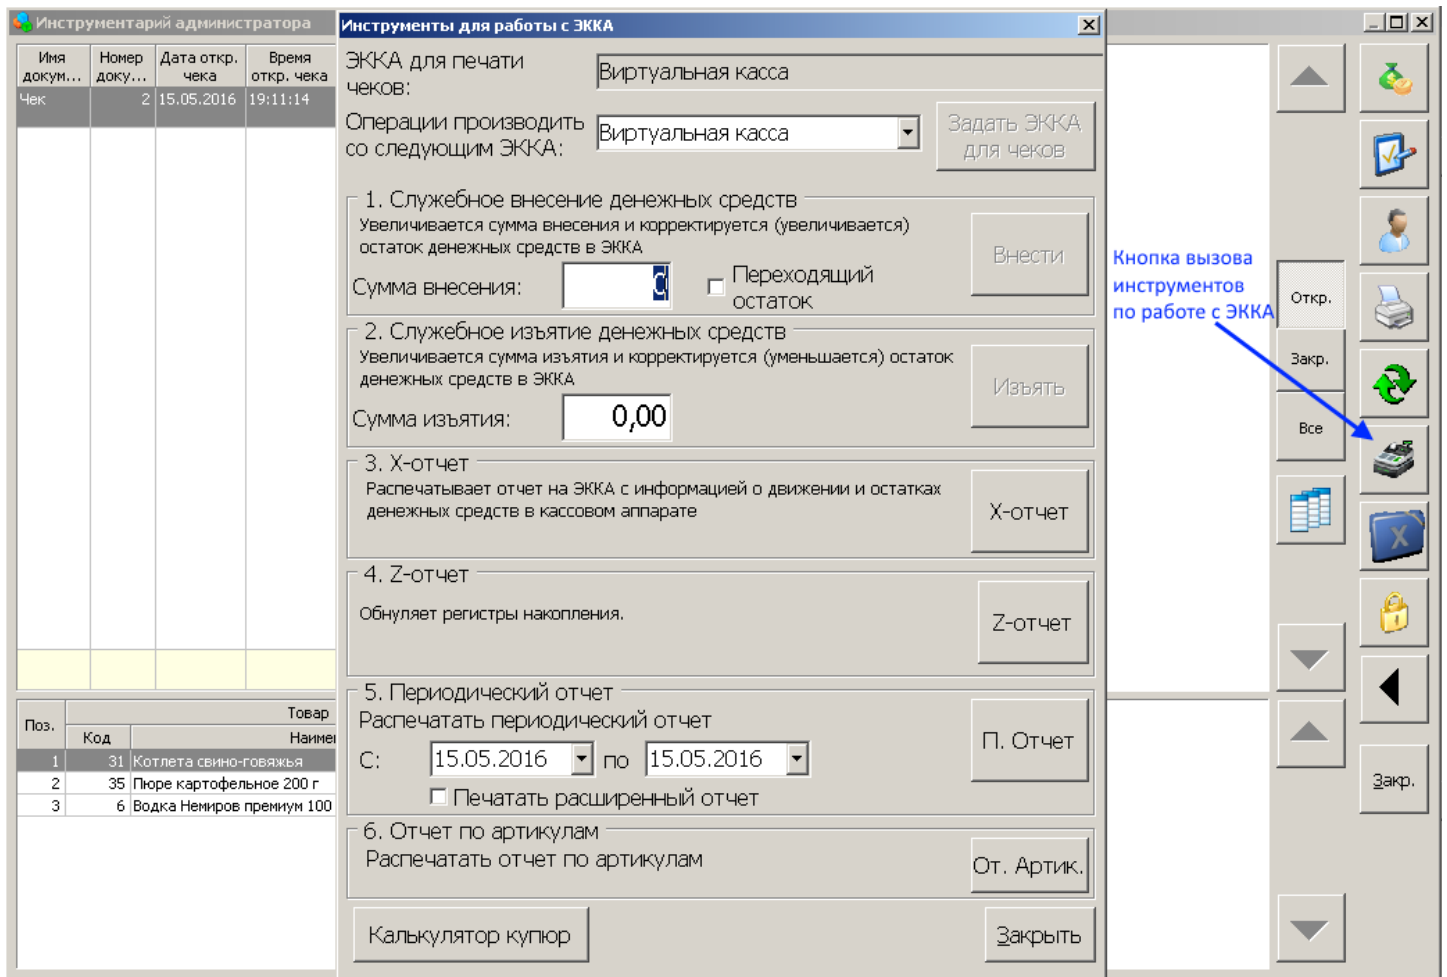 Инструментарий администратора
Имя докум...
Номер доку...
Дата откр. чека
Время откр. чека
Чек 2 15.05.2016 19:11:14
Поз.
Товар
Код
Наимен
1 31 Котлета свино-говяжья
2 35 Пюре картофельное 200 г
3 6 Водка Немиров премиум 100
Инструменты для работы с ЭККА
ЭККА для печати
чеков:
Виртуальная касса
Операции производить
со следующим ЭККА:
Виртуальная касса
Задать ЭККА
для чеков
1. Служебное внесение денежных средств
Увеличивается сумма внесения и корректируется (увеличивается)
остаток денежных средств в ЭККА
Сумма внесения:
Переходящий
остаток
Внести
2. Служебное изъятие денежных средств
Увеличивается сумма изъятия и корректируется (уменьшается) остаток
денежных средств в ЭККА
Сумма изъятия:
0,00
Изъять
3. X-отчет
Распечатывает отчет на ЭККА с информацией о движении и остатках
денежных средств в кассовом аппарате
X-отчет
4. Z-отчет
Обнуляет регистры накопления.
Z-отчет
5. Периодический отчет
Распечатать периодический отчет
С: 15.05.2016 по 15.05.2016
Печатать расширенный отчет
П. Отчет
6. Отчет по артикулам
Распечатать отчет по артикулам
От. Артик.
Калькулятор купюр
Закрыть
Кнопка вызова
инструментов
по работе с ЭККА
Откр.
Закр.
Все
X
Закр.